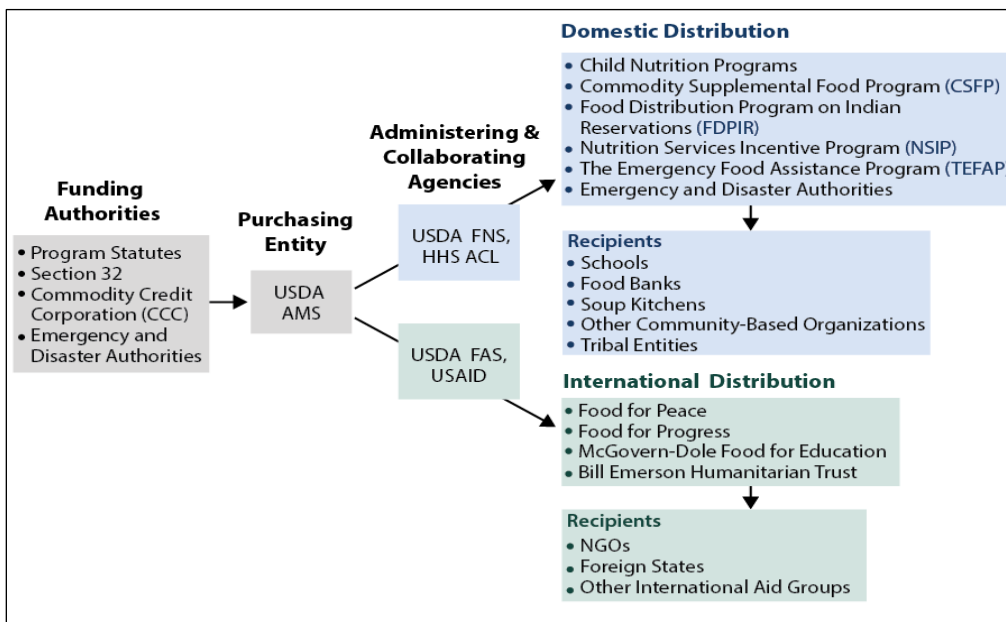 Funding
Authorities
• Program Statutes
• Section 32
• Commodity Credit
Corporation (CCC)
• Emergency and
Disaster Authorities
Purchasing
Entity
USDA
AMS
Administering &
Collaborating
Agencies
USDA FNS,
HHS ACL
USDA FAS,
USAID
Domestic Distribution
• Child Nutrition Programs
• Commodity Supplemental Food Program (CSFP)
• Food Distribution Program on Indian
Reservations (FDPIR)
• Nutrition Services Incentive Program (NSIP)
• The Emergency Food Assistance Program (TEFAP)
• Emergency and Disaster Authorities
Recipients
• Schools
• Food Banks
• Soup Kitchens
• Other Community-Based Organizations
• Tribal Entities
International Distribution
• Food for Peace
• Food for Progress
• McGovern-Dole Food for Education
• Bill Emerson Humanitarian Trust
Recipients
• NGOs
• Foreign States
• Other International Aid Groups